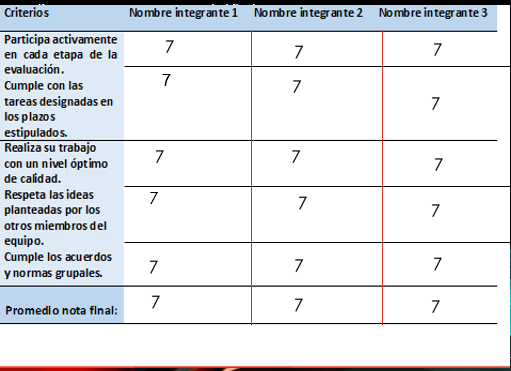 Criterios Nombre integrante 1 Nombre integrante 2 Nombre integrante 3
Participa activamente
en cada etapa de la
evaluación.
7 7 7
Cumple con las
tareas designadas en
los plazos
estipulados.
7 7 7
Realiza su trabajo
con un nivel óptimo
de calidad.
7 7 7
Respeta las ideas
planteadas por los
otros miembros del
equipo.
7 7 7
Cumple los acuerdos
y normas grupales.
7 7 7
Promedio nota final: 7 7 7